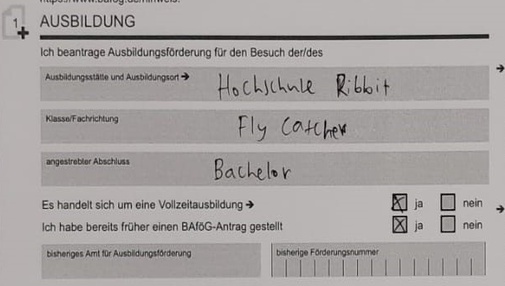 1 AUSBILDUNG
Ich beantrage Ausbildungsförderung für den Besuch der/des
Ausbildungsstätte und Ausbildungsort → Hochschule Ribbit
Klasse/Fachrichtung Fly Catcher
angestrebter Abschluss Bachelor
Es handelt sich um eine Vollzeitausbildung → ja nein
Ich habe bereits früher einen BAföG-Antrag gestellt ja nein
bisheriges Amt für Ausbildungsförderung bisherige Förderungsnummer